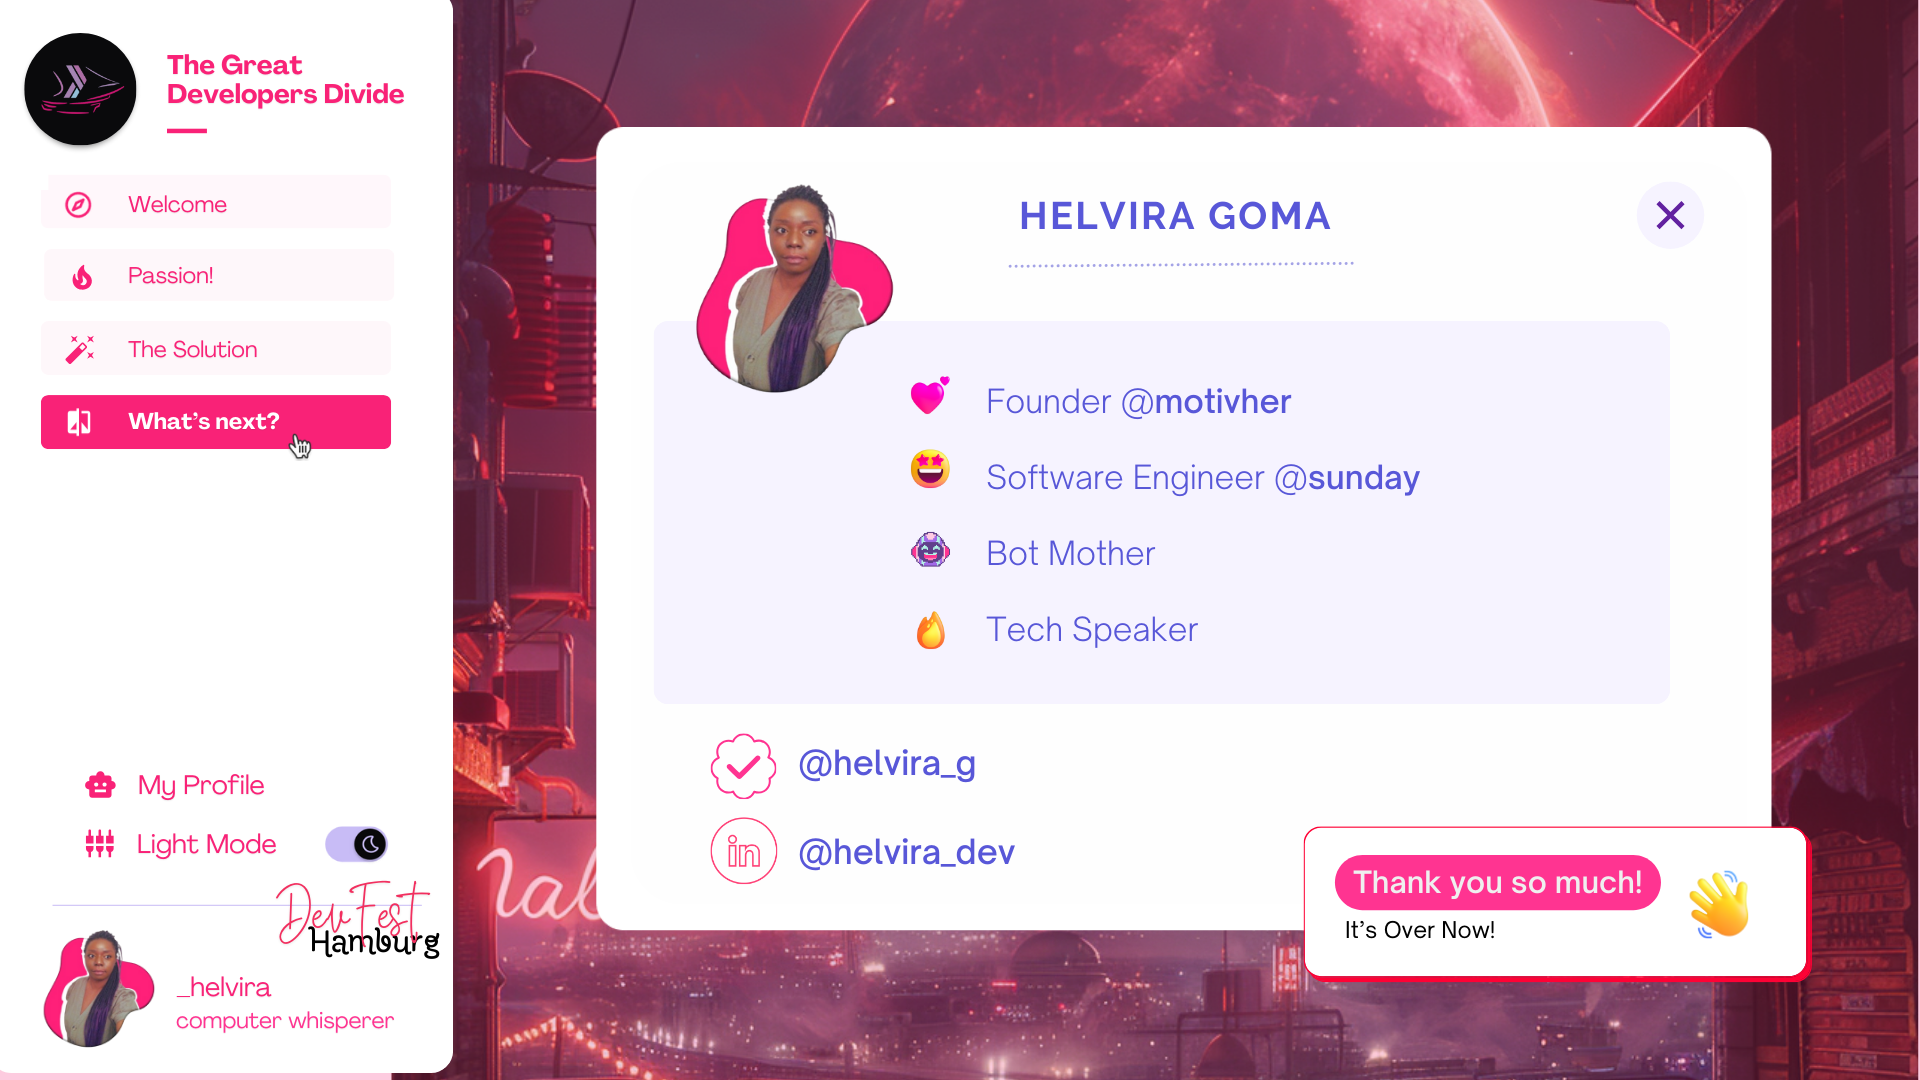 The Great
Developers Divide
Welcome
Passion!
The Solution
What's next?
My Profile
Light Mode
DevFest
Hamburg
_helvira
computer whisperer
HELVIRA GOMA
Founder @motivher
Software Engineer @sunday
Bot Mother
Tech Speaker
@helvira_g
in
@helvira_dev
Thank you so much!
It's Over Now!